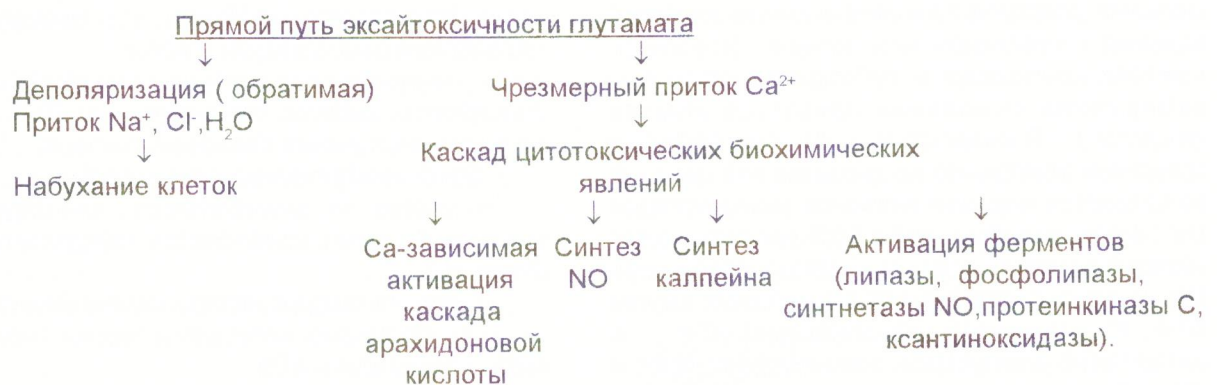 Прямой путь эксайтоксичности глутамата
Деполяризация ( обратимая)
Приток Na⁺, Cl⁻,H₂O
Набухание клеток
Чрезмерный приток Ca²⁺
Каскад цитотоксических биохимических
явлений
Ca-зависимая
активация
каскада
арахидоновой
кислоты
Синтез
NO
Синтез
калпейна
Активация ферментов
(липазы, фосфолипазы,
синтнетазы NO,протеинкиназы С,
ксантиноксидазы).